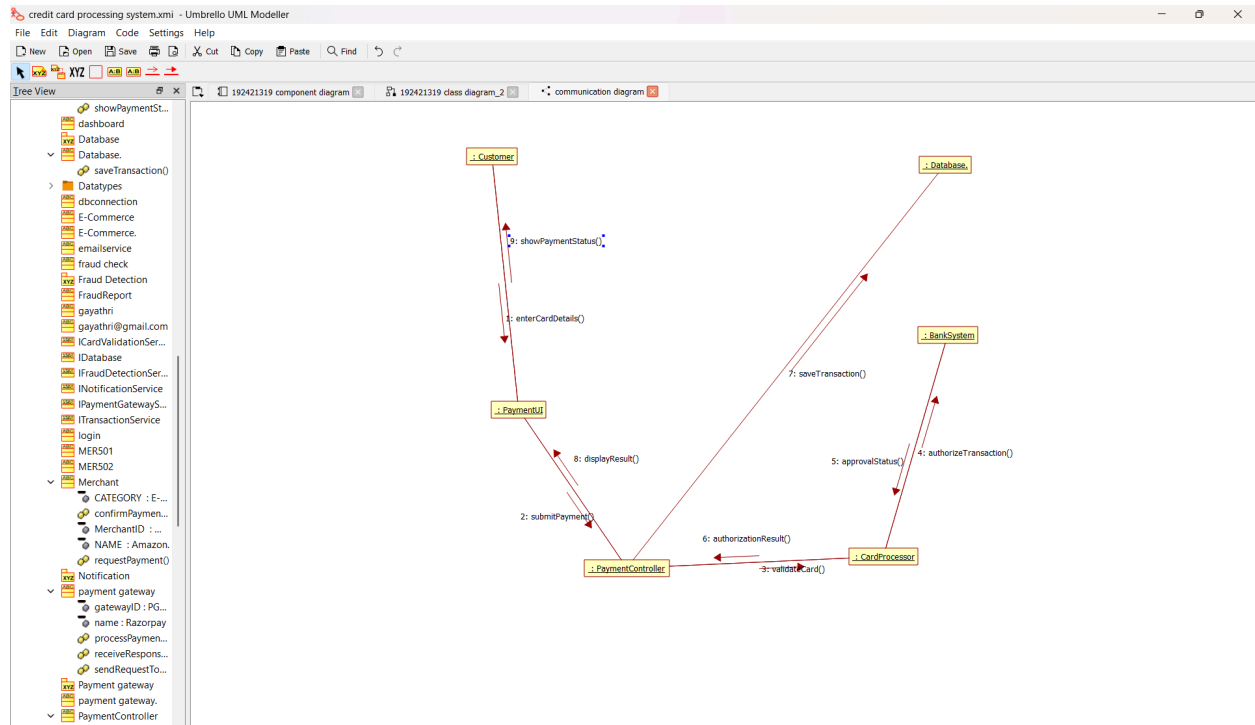 credit card processing system.xmi - Umbrello UML Modeller
File Edit Diagram Code Settings Help
New Open Save Cut Copy Paste Find
XYZ XYZ A:B A:B
Tree View
192421319 component diagram
192421319 class diagram_2
communication diagram
showPaymentSt...
dashboard
Database
Database.
saveTransaction()
Datatypes
dbconnection
E-Commerce
E-Commerce.
emailservice
fraud check
Fraud Detection
FraudReport
gayathri
gayathri@gmail.com
ICardValidationSer...
IDatabase
IFraudDetectionSer...
INotificationService
IPaymentGatewayS...
ITransactionService
login
MER501
MER502
Merchant
CATEGORY : E-...
confirmPaymen...
MerchantID : ...
NAME : Amazon.
requestPayment()
Notification
payment gateway
gatewayID : PG...
name : Razorpay
processPaymen...
receiveRespons...
sendRequestTo...
Payment gateway
payment gateway.
PaymentController
: Customer
: Database.
9: showPaymentStatus()
1: enterCardDetails()
: BankSystem
7: saveTransaction()
: PaymentUI
8: displayResult()
5: approvalStatus()
4: authorizeTransaction()
2: submitPayment()
6: authorizationResult()
: PaymentController
3: validateCard()
: CardProcessor